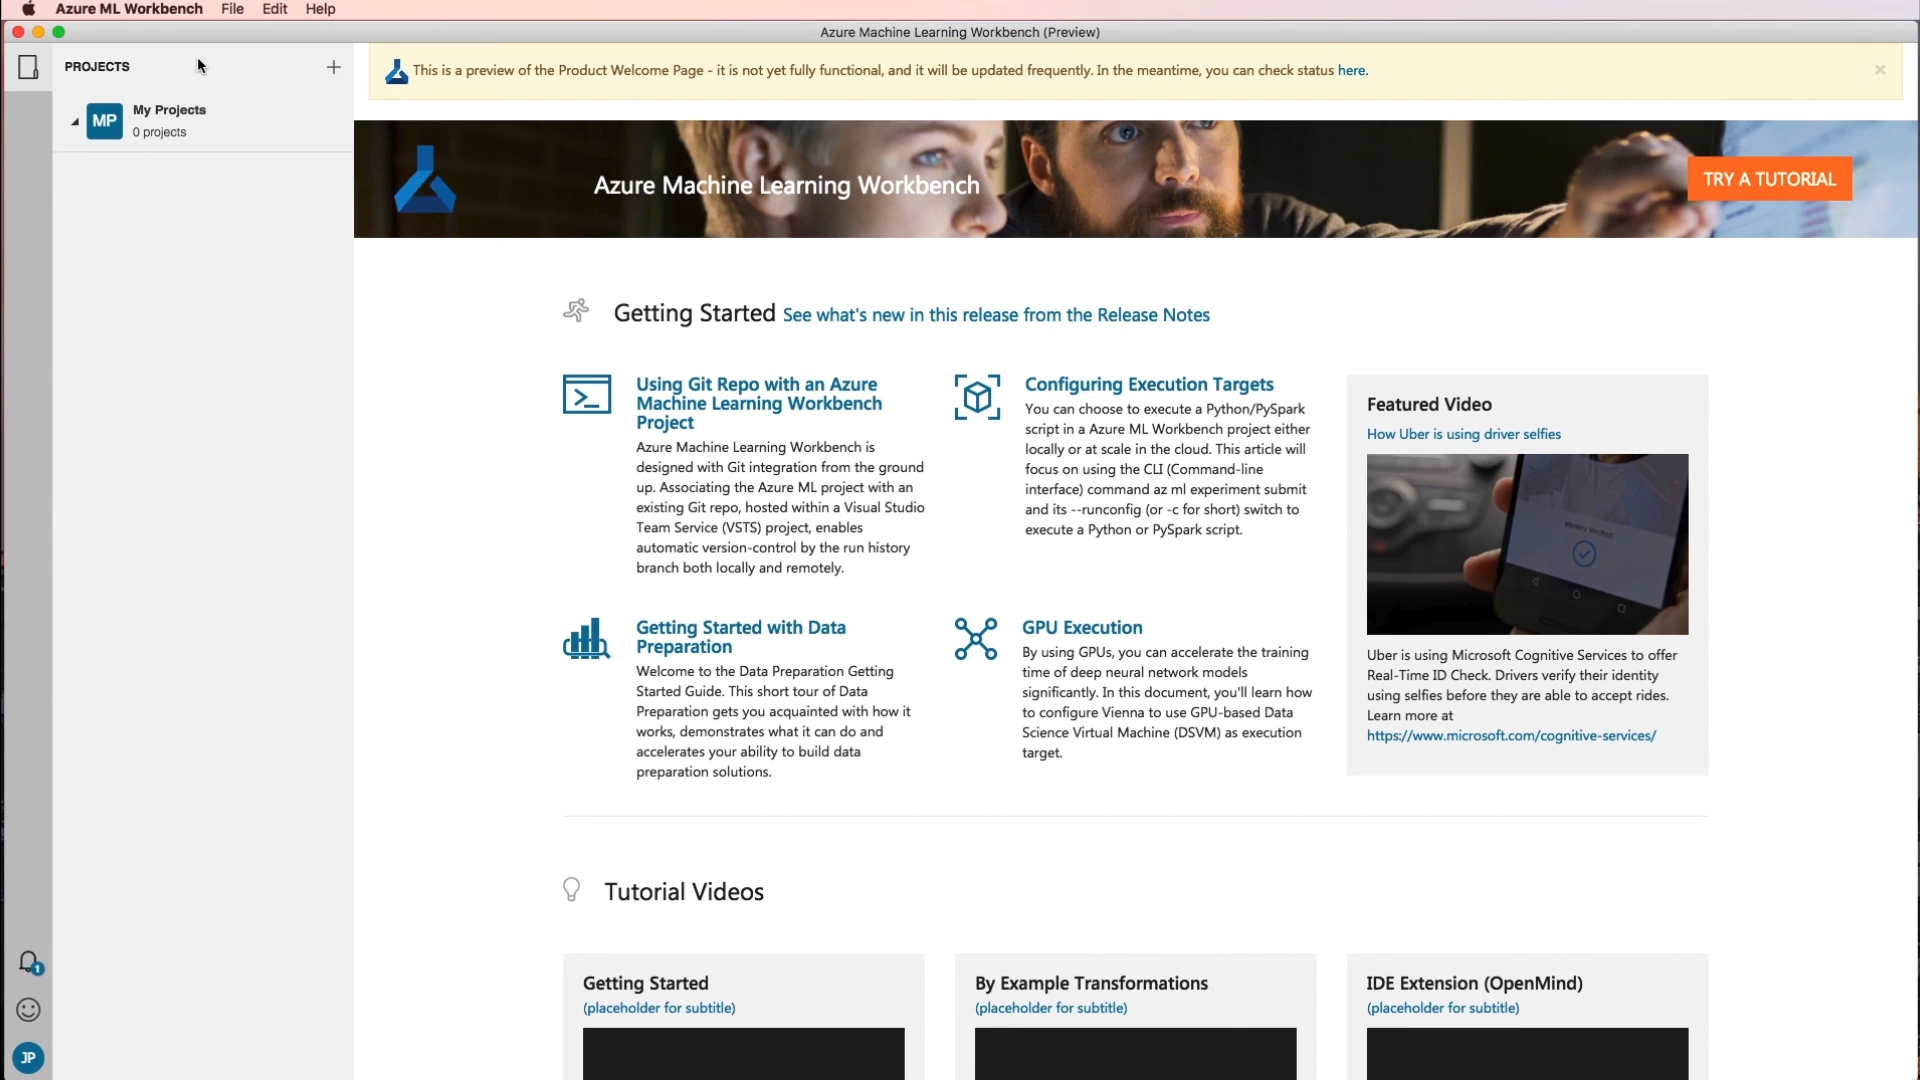 Azure ML Workbench File Edit Help
Azure Machine Learning Workbench (Preview)
PROJECTS +
MP
My Projects
0 projects
This is a preview of the Product Welcome Page - it is not yet fully functional, and it will be updated frequently. In the meantime, you can check status here. ×
Azure Machine Learning Workbench
TRY A TUTORIAL
Getting Started See what's new in this release from the Release Notes
Using Git Repo with an Azure
Machine Learning Workbench
Project
Azure Machine Learning Workbench is
designed with Git integration from the ground
up. Associating the Azure ML project with an
existing Git repo, hosted within a Visual Studio
Team Service (VSTS) project, enables
automatic version-control by the run history
branch both locally and remotely.
Configuring Execution Targets
You can choose to execute a Python/PySpark
script in a Azure ML Workbench project either
locally or at scale in the cloud. This article will
focus on using the CLI (Command-line
interface) command az ml experiment submit
and its --runconfig (or -c for short) switch to
execute a Python or PySpark script.
Featured Video
How Uber is using driver selfies
Identity Verified
Uber is using Microsoft Cognitive Services to offer
Real-Time ID Check. Drivers verify their identity
using selfies before they are able to accept rides.
Learn more at
https://www.microsoft.com/cognitive-services/
Getting Started with Data
Preparation
Welcome to the Data Preparation Getting
Started Guide. This short tour of Data
Preparation gets you acquainted with how it
works, demonstrates what it can do and
accelerates your ability to build data
preparation solutions.
GPU Execution
By using GPUs, you can accelerate the training
time of deep neural network models
significantly. In this document, you'll learn how
to configure Vienna to use GPU-based Data
Science Virtual Machine (DSVM) as execution
target.
Tutorial Videos
Getting Started
(placeholder for subtitle)
By Example Transformations
(placeholder for subtitle)
IDE Extension (OpenMind)
(placeholder for subtitle)
1
JP